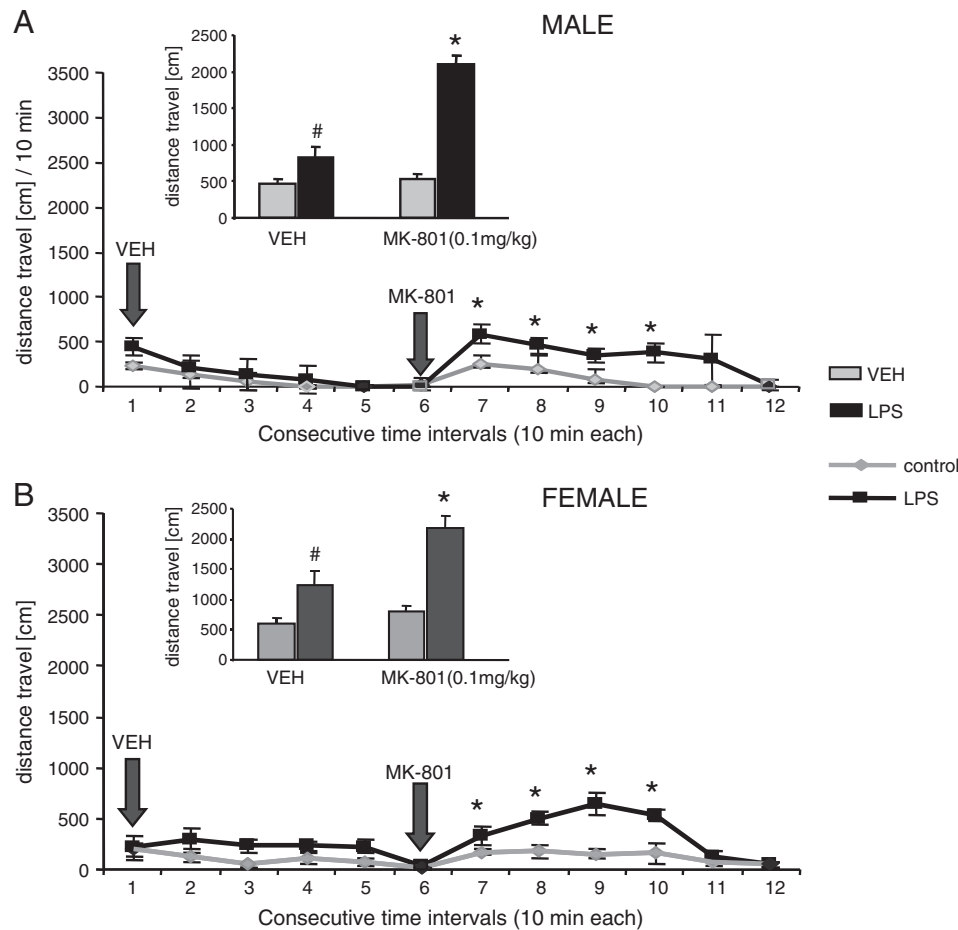 A
MALE
distance travel [cm] / 10 min
3500
3000
2500
2000
1500
1000
500
0
distance travel [cm]
2500
2000
1500
1000
500
0
#
*
VEH
MK-801(0.1mg/kg)
VEH
MK-801
* * * *
1 2 3 4 5 6 7 8 9 10 11 12
Consecutive time intervals (10 min each)
VEH
LPS
control
LPS
B
FEMALE
distance travel [cm]
3500
3000
2500
2000
1500
1000
500
0
distance travel [cm]
2500
2000
1500
1000
500
0
#
*
VEH
MK-801(0.1mg/kg)
VEH
MK-801
* * * *
1 2 3 4 5 6 7 8 9 10 11 12
Consecutive time intervals (10 min each)